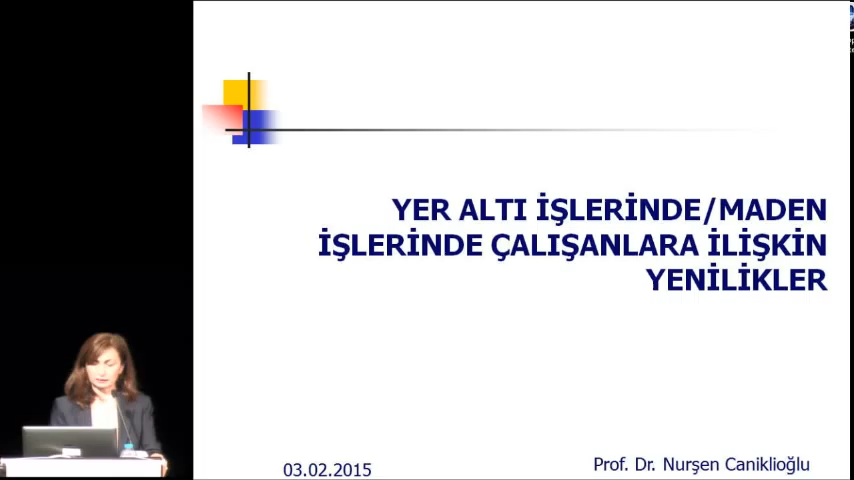 YER ALTI İŞLERİNDE/MADEN
İŞLERİNDE ÇALIŞANLARA İLİŞKİN
YENİLİKLER
03.02.2015
Prof. Dr. Nurşen Caniklioğlu